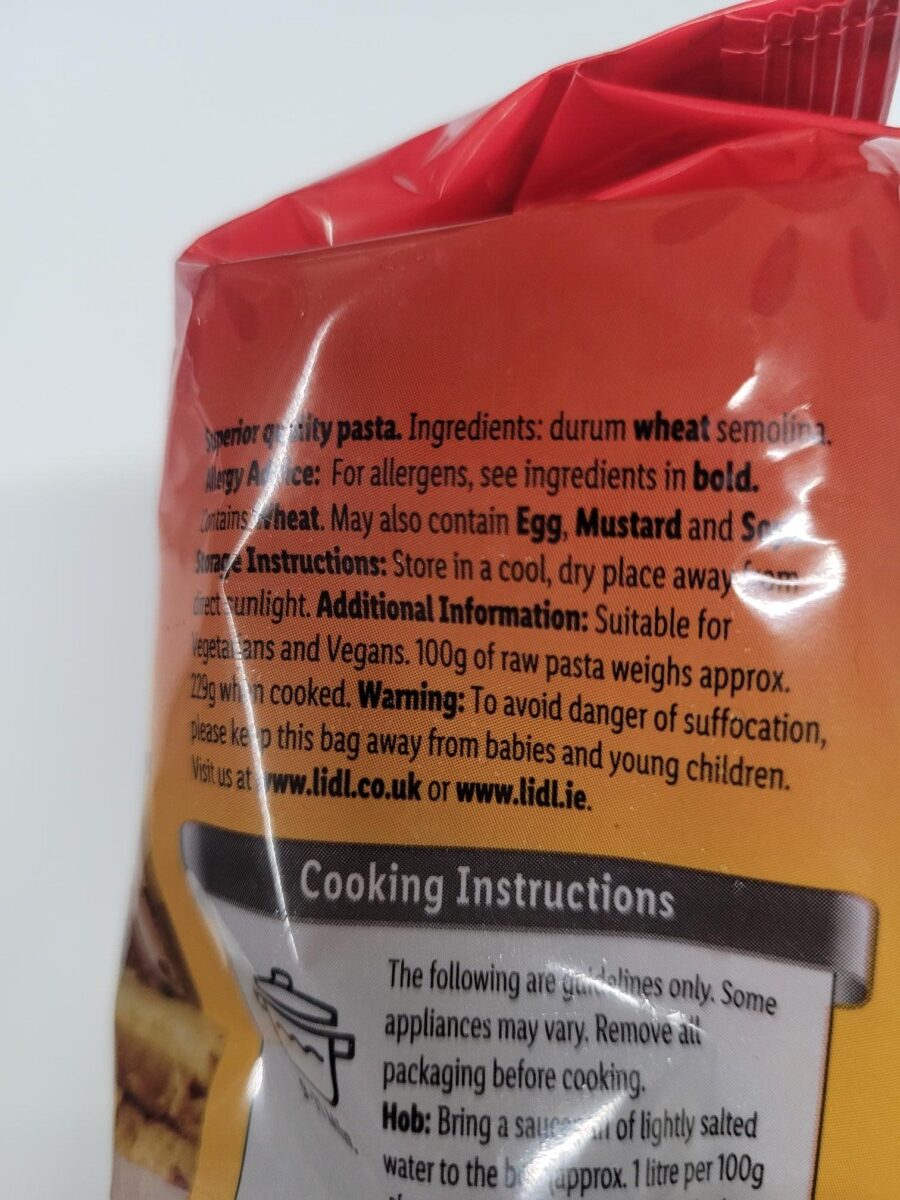 Superior quality pasta. Ingredients: durum wheat semolina.
Allergy Advice: For allergens, see ingredients in bold.
Contains Wheat. May also contain Egg, Mustard and
Storage Instructions: Store in a cool, dry place away from
direct sunlight. Additional Information: Suitable for
Vegetarians and Vegans. 100g of raw pasta weighs approx.
229g when cooked. Warning: To avoid danger of suffocation,
please keep this bag away from babies and young children.
Visit us at www.lidl.co.uk or www.lidl.ie.
Cooking Instructions
The following are guidelines only. Some
appliances may vary. Remove all
packaging before cooking.
Hob: Bring a saucepan of lightly salted
water to the (approx. 1 litre per 100g